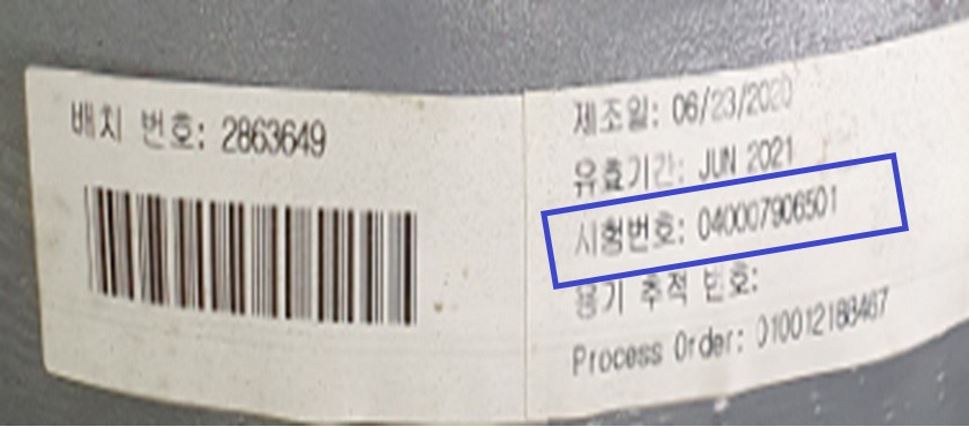 배치 번호: 2863649
제조일: 06/23/2020
유효기간: JUN 2021
시험번호: 040007906501
용기 추적 번호:
Process Order: 010012188467